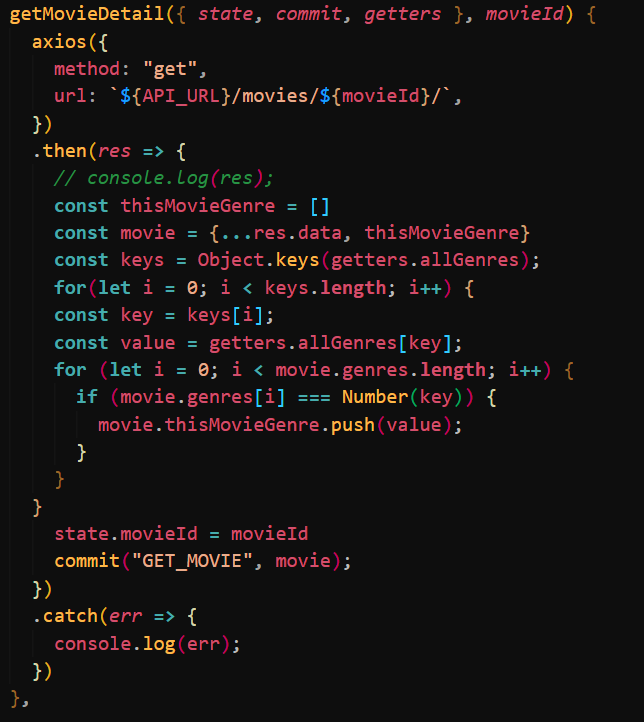 getMovieDetail({ state, commit, getters }, movieId) {
  axios({
    method: "get",
    url: `${API_URL}/movies/${movieId}/`,
  })
  .then(res => {
    // console.log(res);
    const thisMovieGenre = []
    const movie = {...res.data, thisMovieGenre}
    const keys = Object.keys(getters.allGenres);
    for(let i = 0; i < keys.length; i++) {
    const key = keys[i];
    const value = getters.allGenres[key];
    for (let i = 0; i < movie.genres.length; i++) {
      if (movie.genres[i] === Number(key)) {
        movie.thisMovieGenre.push(value);
      }
    }
  }
    state.movieId = movieId
    commit("GET_MOVIE", movie);
  })
  .catch(err => {
    console.log(err);
  })
},